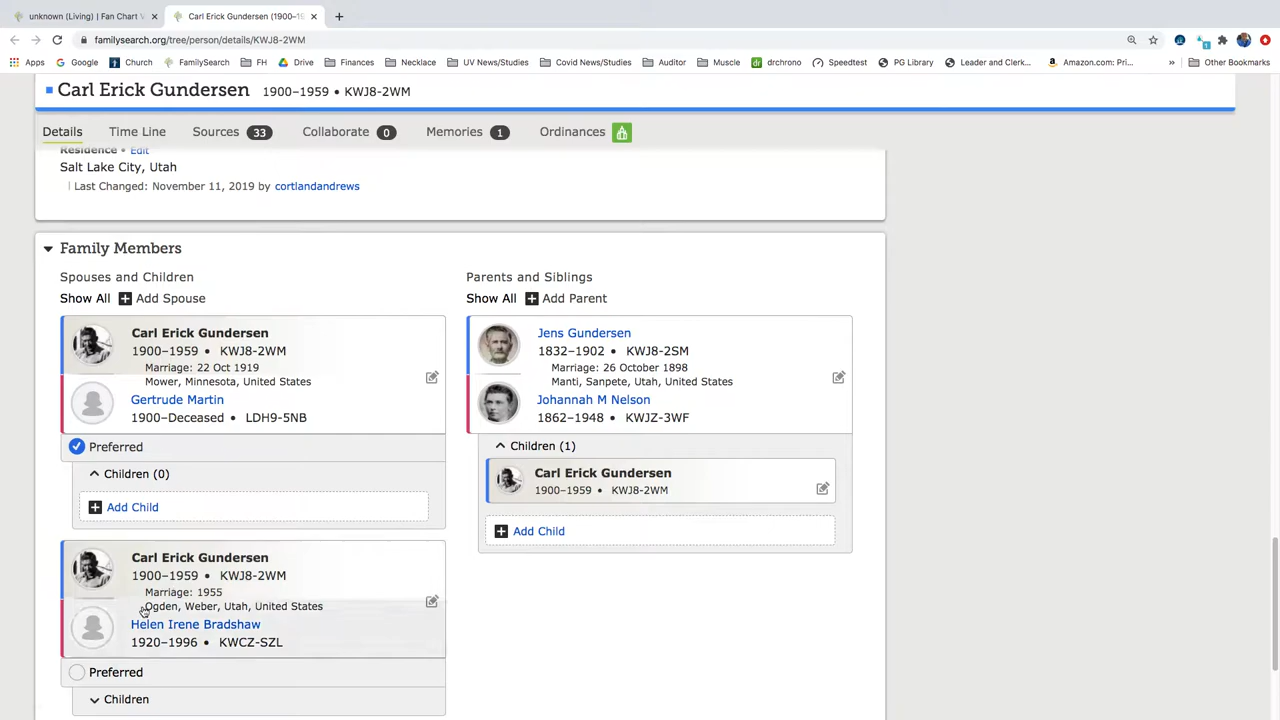 unknown (Living) | Fan Chart V
Carl Erick Gundersen (1900–19
familysearch.org/tree/person/details/KWJ8-2WM
Apps Google Church FamilySearch FH Drive Finances Necklace UV News/Studies Covid News/Studies Auditor Muscle drchrono Speedtest PG Library Leader and Clerk... Amazon.com: Pri... » Other Bookmarks
Carl Erick Gundersen 1900–1959 • KWJ8-2WM
Details Time Line Sources 33 Collaborate 0 Memories 1 Ordinances
Residence • Edit
Salt Lake City, Utah
Last Changed: November 11, 2019 by cortlandandrews
Family Members
Spouses and Children
Show All Add Spouse
Carl Erick Gundersen
1900–1959 • KWJ8-2WM
Marriage: 22 Oct 1919
Mower, Minnesota, United States
Gertrude Martin
1900–Deceased • LDH9-5NB
Preferred
Children (0)
Add Child
Carl Erick Gundersen
1900–1959 • KWJ8-2WM
Marriage: 1955
Ogden, Weber, Utah, United States
Helen Irene Bradshaw
1920–1996 • KWCZ-SZL
Preferred
Children
Parents and Siblings
Show All Add Parent
Jens Gundersen
1832–1902 • KWJ8-2SM
Marriage: 26 October 1898
Manti, Sanpete, Utah, United States
Johannah M Nelson
1862–1948 • KWJZ-3WF
Children (1)
Carl Erick Gundersen
1900–1959 • KWJ8-2WM
Add Child